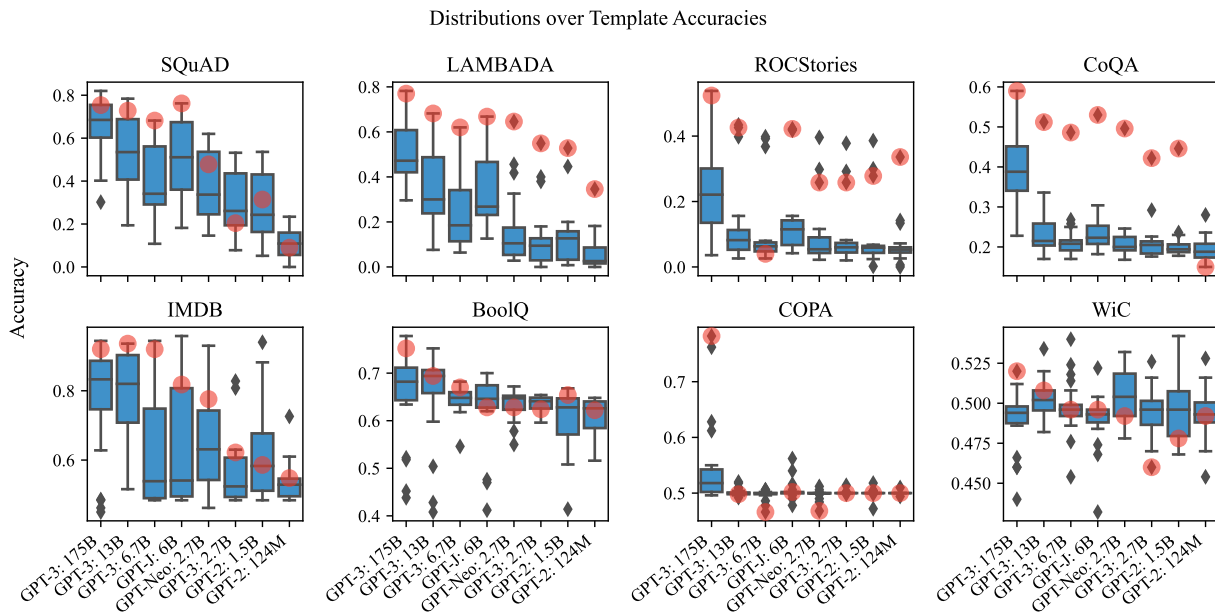 Distributions over Template Accuracies
SQuAD
LAMBADA
ROCStories
CoQA
0.8
0.6
0.4
0.2
0.0
0.8
0.6
0.4
0.2
0.0
0.4
0.2
0.0
0.6
0.5
0.4
0.3
0.2
Accuracy
IMDB
BoolQ
COPA
WiC
0.8
0.6
0.7
0.6
0.5
0.4
0.7
0.6
0.5
0.525
0.500
0.475
0.450
GPT-3: 175B
GPT-3: 13B
GPT-3: 6.7B
GPT-J: 6B
GPT-Neo: 2.7B
GPT-3: 2.7B
GPT-2: 1.5B
GPT-2: 124M
GPT-3: 175B
GPT-3: 13B
GPT-3: 6.7B
GPT-J: 6B
GPT-Neo: 2.7B
GPT-3: 2.7B
GPT-2: 1.5B
GPT-2: 124M
GPT-3: 175B
GPT-3: 13B
GPT-3: 6.7B
GPT-J: 6B
GPT-Neo: 2.7B
GPT-3: 2.7B
GPT-2: 1.5B
GPT-2: 124M
GPT-3: 175B
GPT-3: 13B
GPT-3: 6.7B
GPT-J: 6B
GPT-Neo: 2.7B
GPT-3: 2.7B
GPT-2: 1.5B
GPT-2: 124M